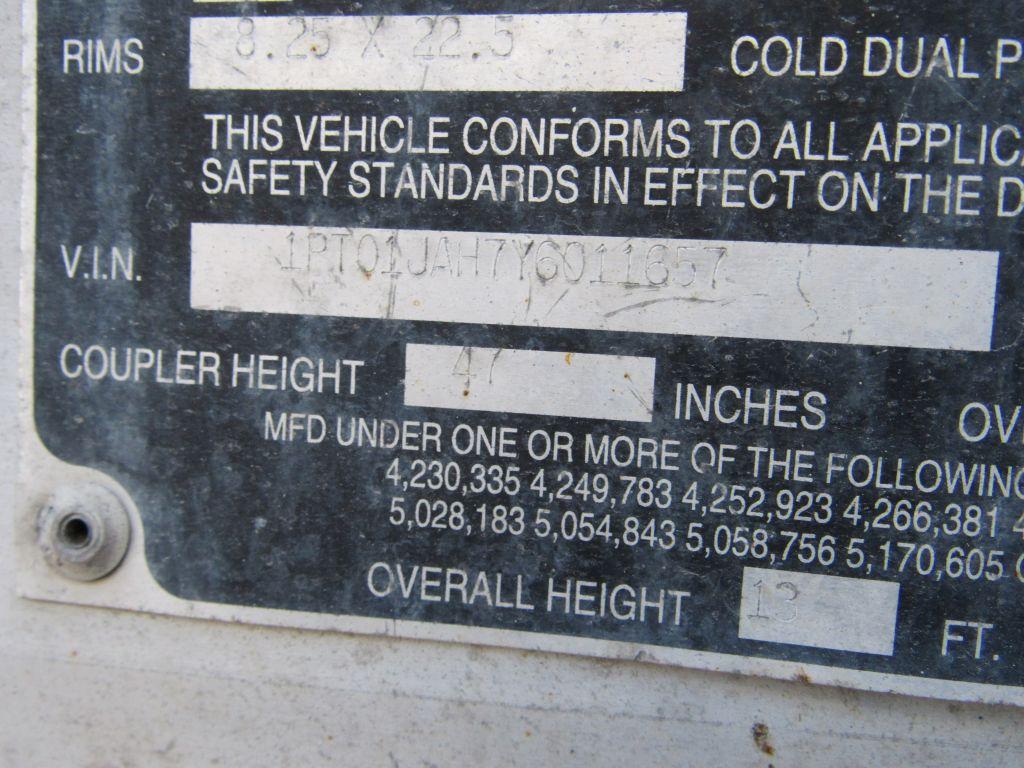 RIMS 8.25 X 22.5 COLD DUAL P
THIS VEHICLE CONFORMS TO ALL APPLIC
SAFETY STANDARDS IN EFFECT ON THE D
V.I.N. 1PT01JAH7Y6011657
COUPLER HEIGHT 47 INCHES OV
MFD UNDER ONE OR MORE OF THE FOLLOWING
4,230,335 4,249,783 4,252,923 4,266,381 4
5,028,183 5,054,843 5,058,756 5,170,605
OVERALL HEIGHT 13 FT.